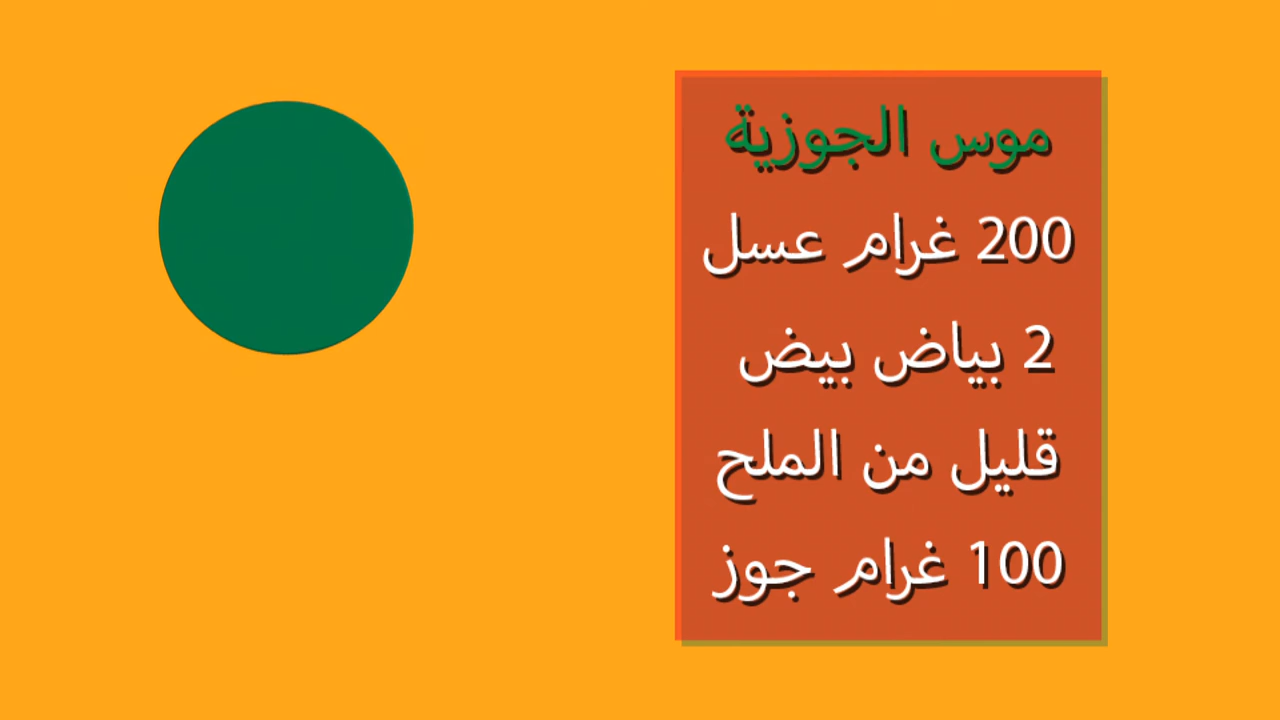 موس الجوزية
200 غرام عسل
2 بياض بيض
قليل من الملح
100 غرام جوز